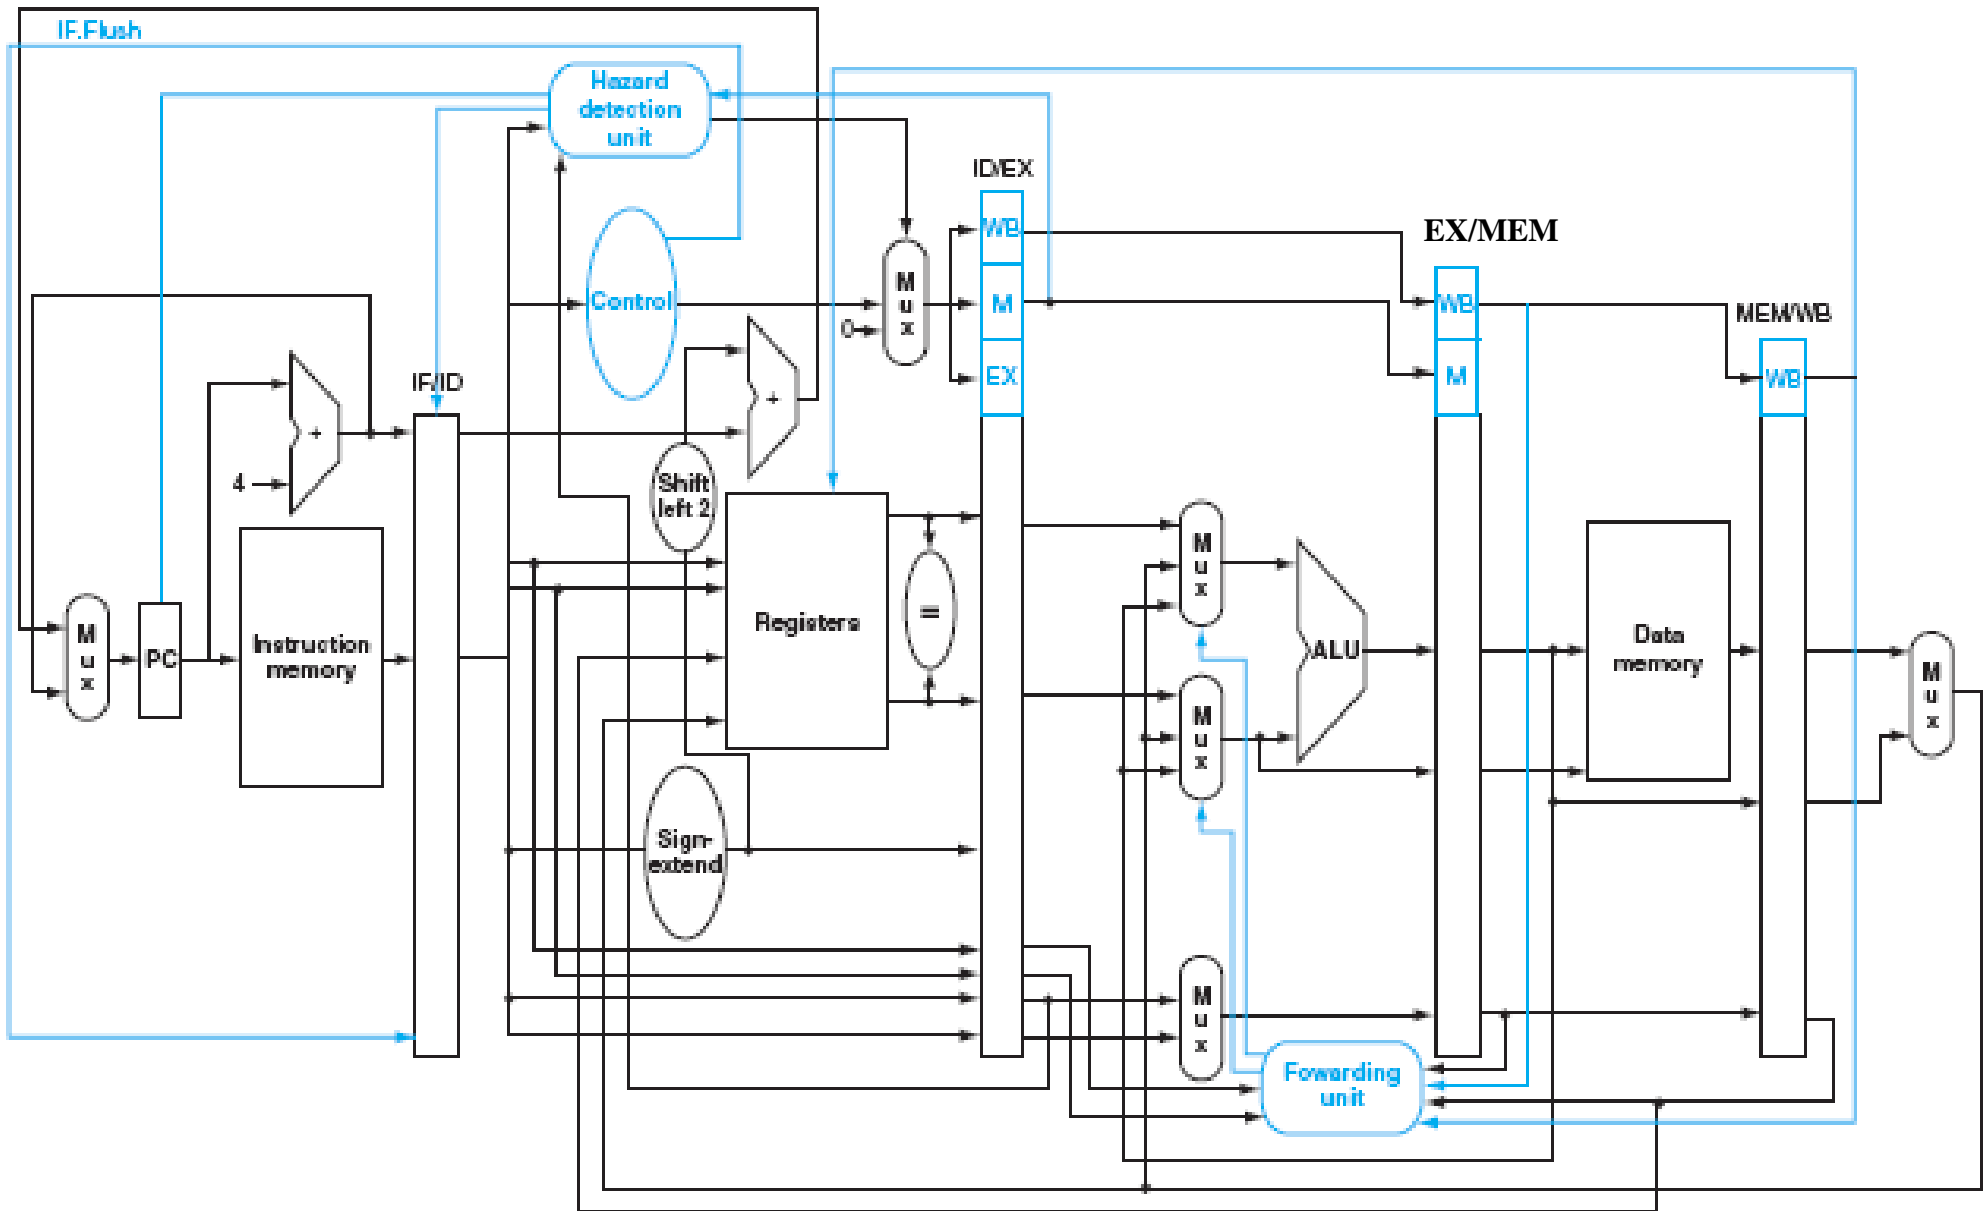 IF.Flush
Hazard
detection
unit
ID/EX
WB
EX/MEM
Control
M
u
x
M
WB
MEM/WB
0
EX
M
WB
IF/ID
+
+
4
Shift
left 2
M
u
x
PC
Instruction
memory
Registers
=
M
u
x
ALU
Data
memory
M
u
x
M
u
x
Sign-
extend
M
u
x
Fowarding
unit